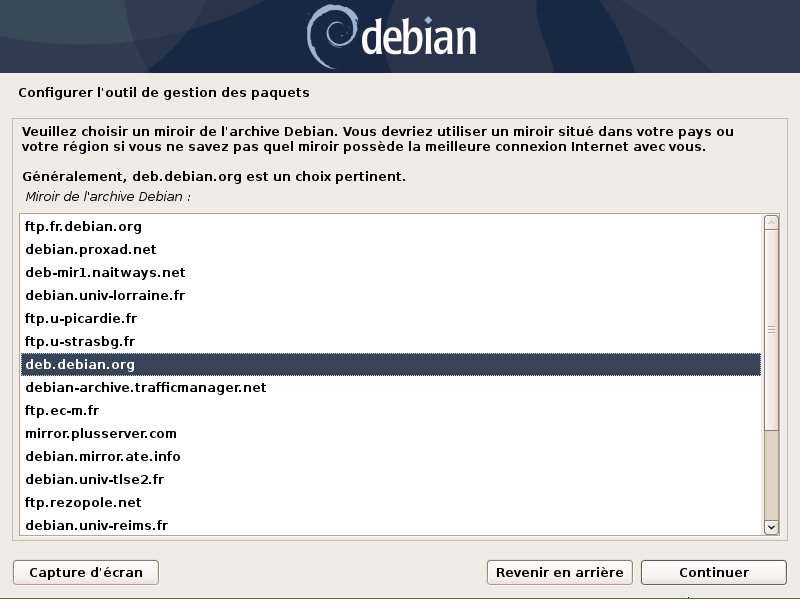 debian
Configurer l'outil de gestion des paquets
Veuillez choisir un miroir de l'archive Debian. Vous devriez utiliser un miroir situé dans votre pays ou
votre région si vous ne savez pas quel miroir possède la meilleure connexion Internet avec vous.
Généralement, deb.debian.org est un choix pertinent.
Miroir de l'archive Debian :
ftp.fr.debian.org
debian.proxad.net
deb-mir1.naitways.net
debian.univ-lorraine.fr
ftp.u-picardie.fr
ftp.u-strasbg.fr
deb.debian.org
debian-archive.trafficmanager.net
ftp.ec-m.fr
mirror.plusserver.com
debian.mirror.ate.info
debian.univ-tlse2.fr
ftp.rezopole.net
debian.univ-reims.fr
Capture d'écran
Revenir en arrière
Continuer